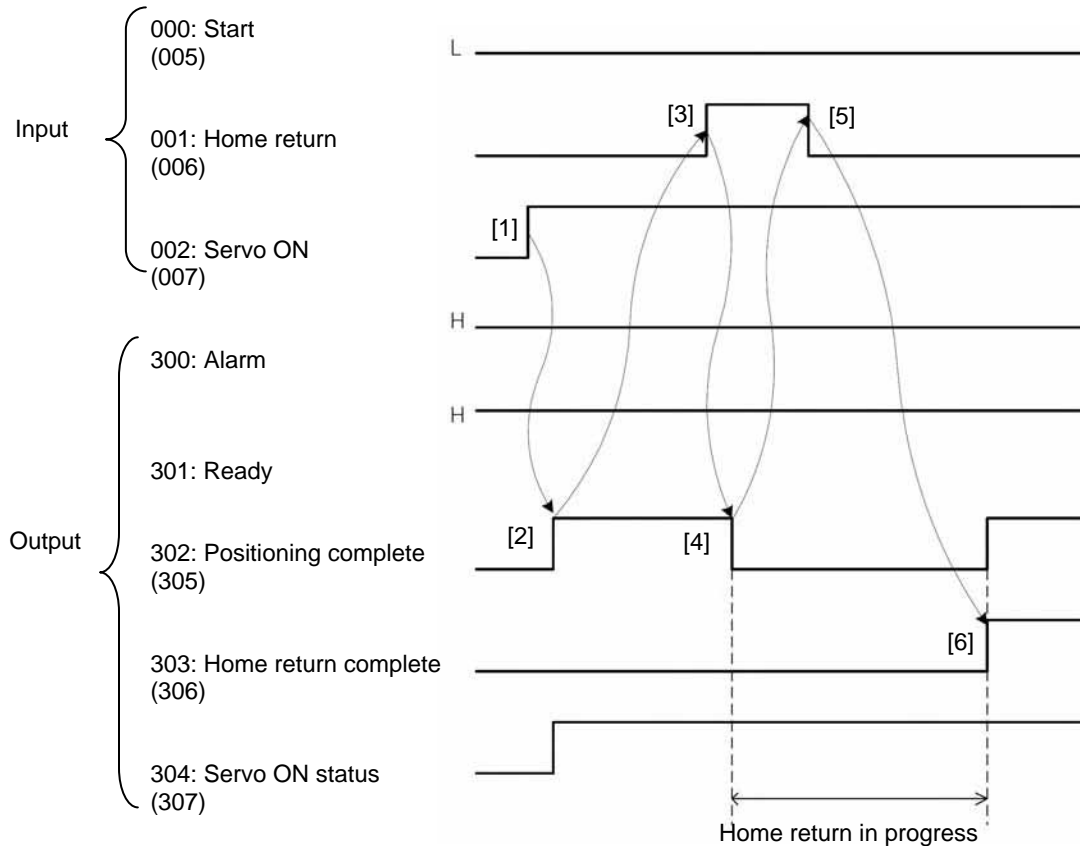 000: Start
(005)
Input
001: Home return
(006)
002: Servo ON
(007)
Output
300: Alarm
301: Ready
302: Positioning complete
(305)
303: Home return complete
(306)
304: Servo ON status
(307)
L
[3]
[5]
[1]
H
H
[2]
[4]
[6]
Home return in progress